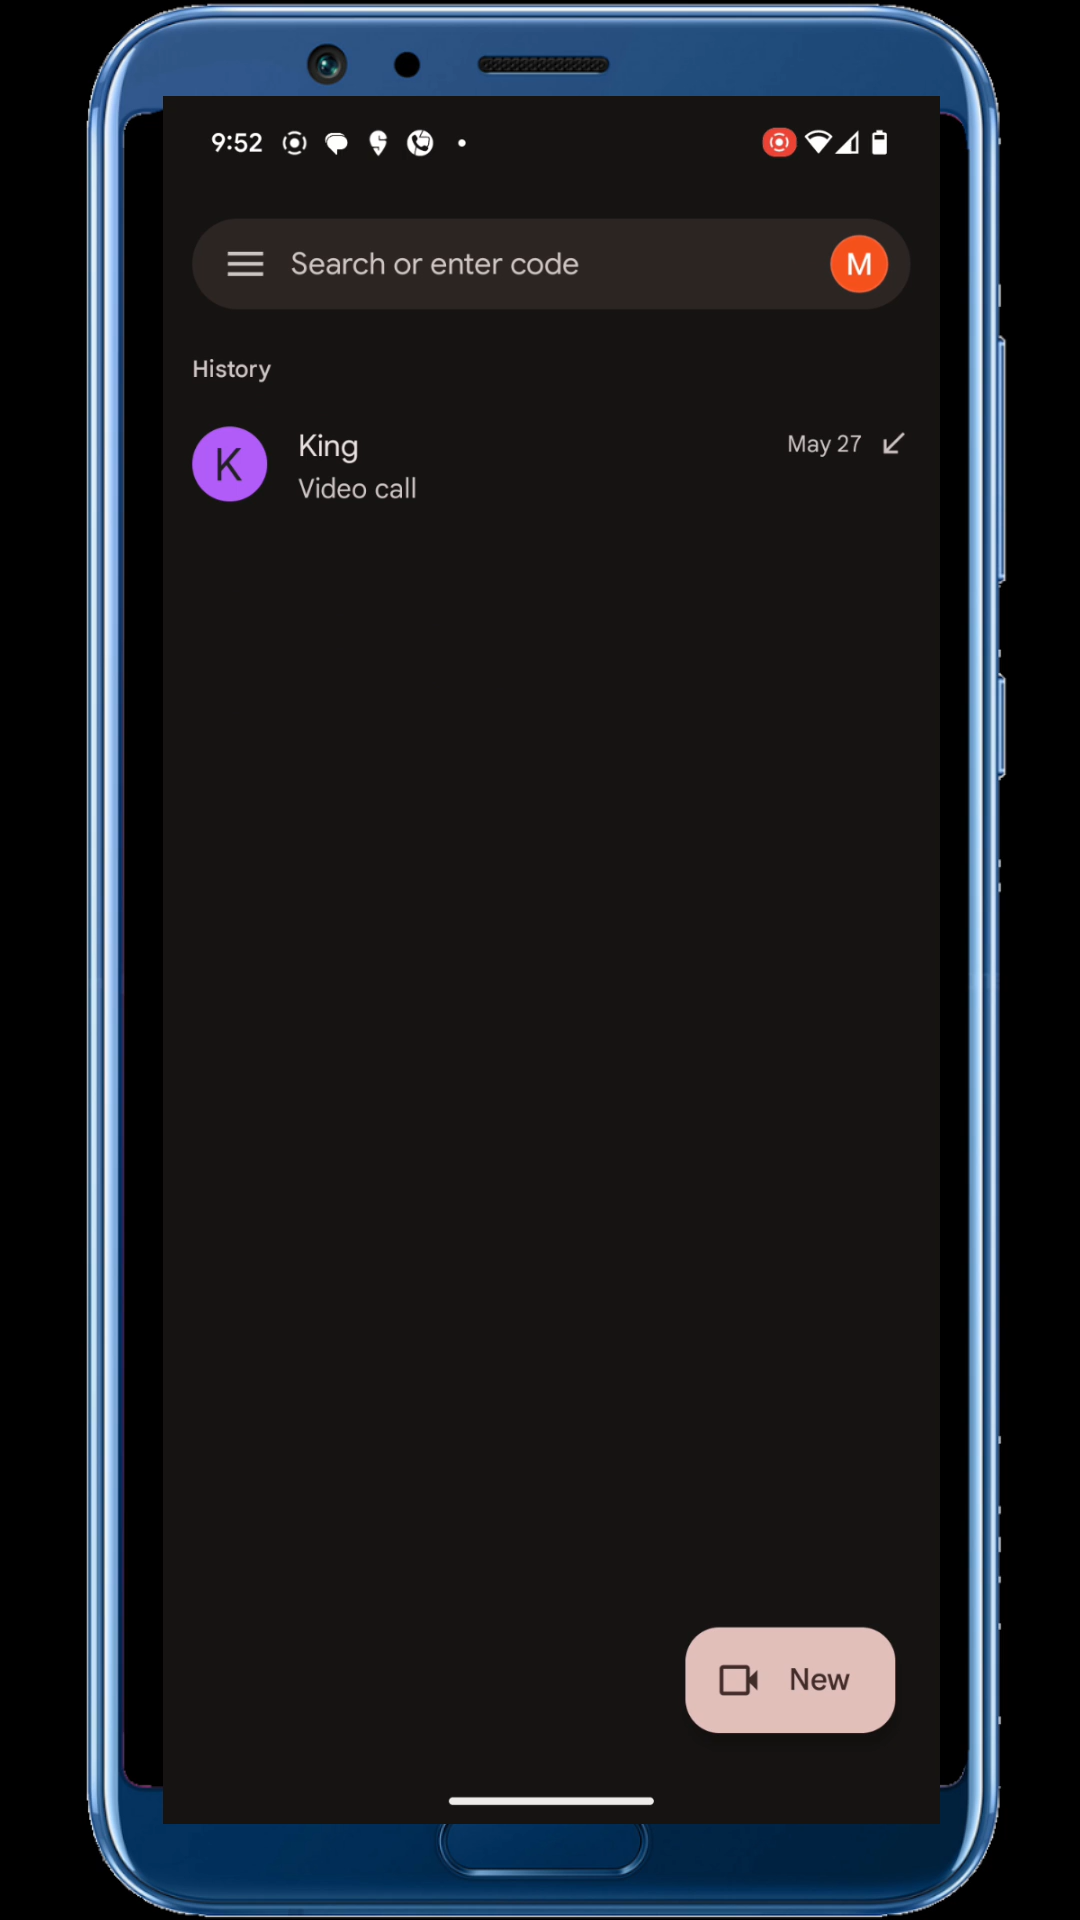 9:52
Search or enter code
M
History
K
King
May 27
Video call
New